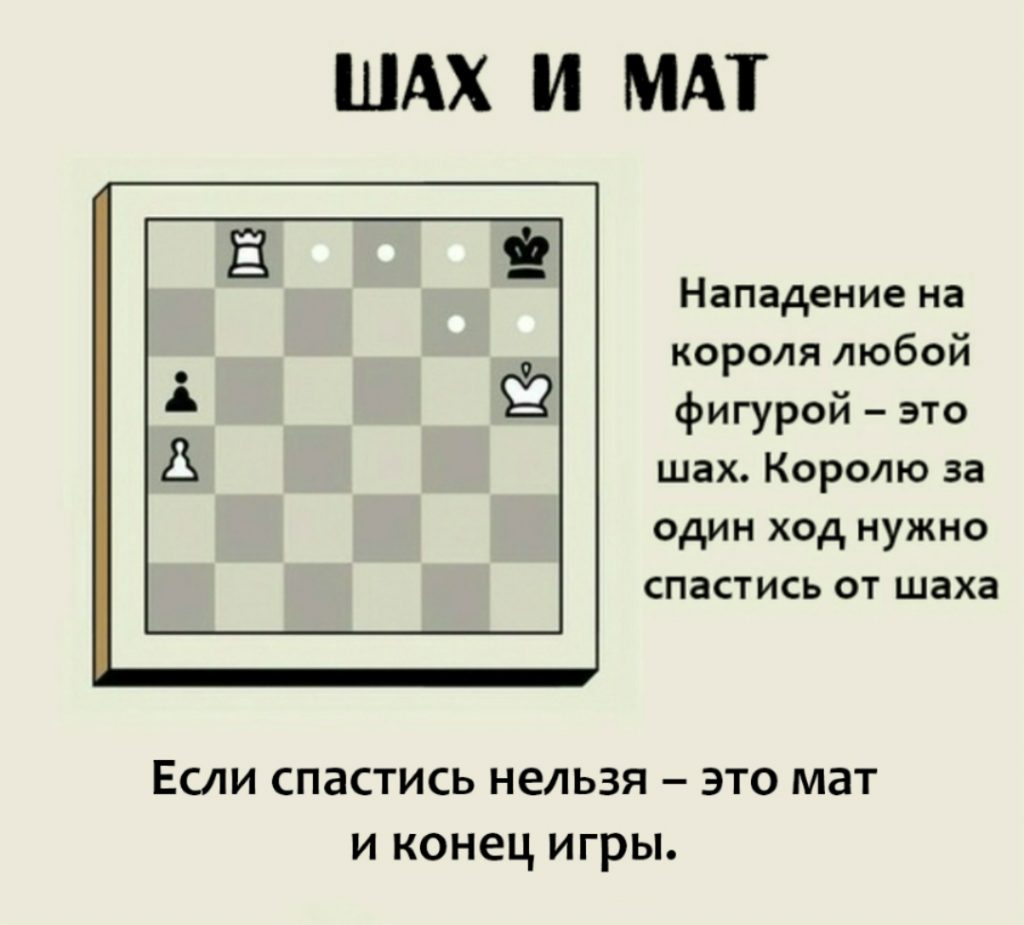 ШАХ И МАТ
Нападение на
короля любой
фигурой – это
шах. Королю за
один ход нужно
спастись от шаха
Если спастись нельзя – это мат
и конец игры.